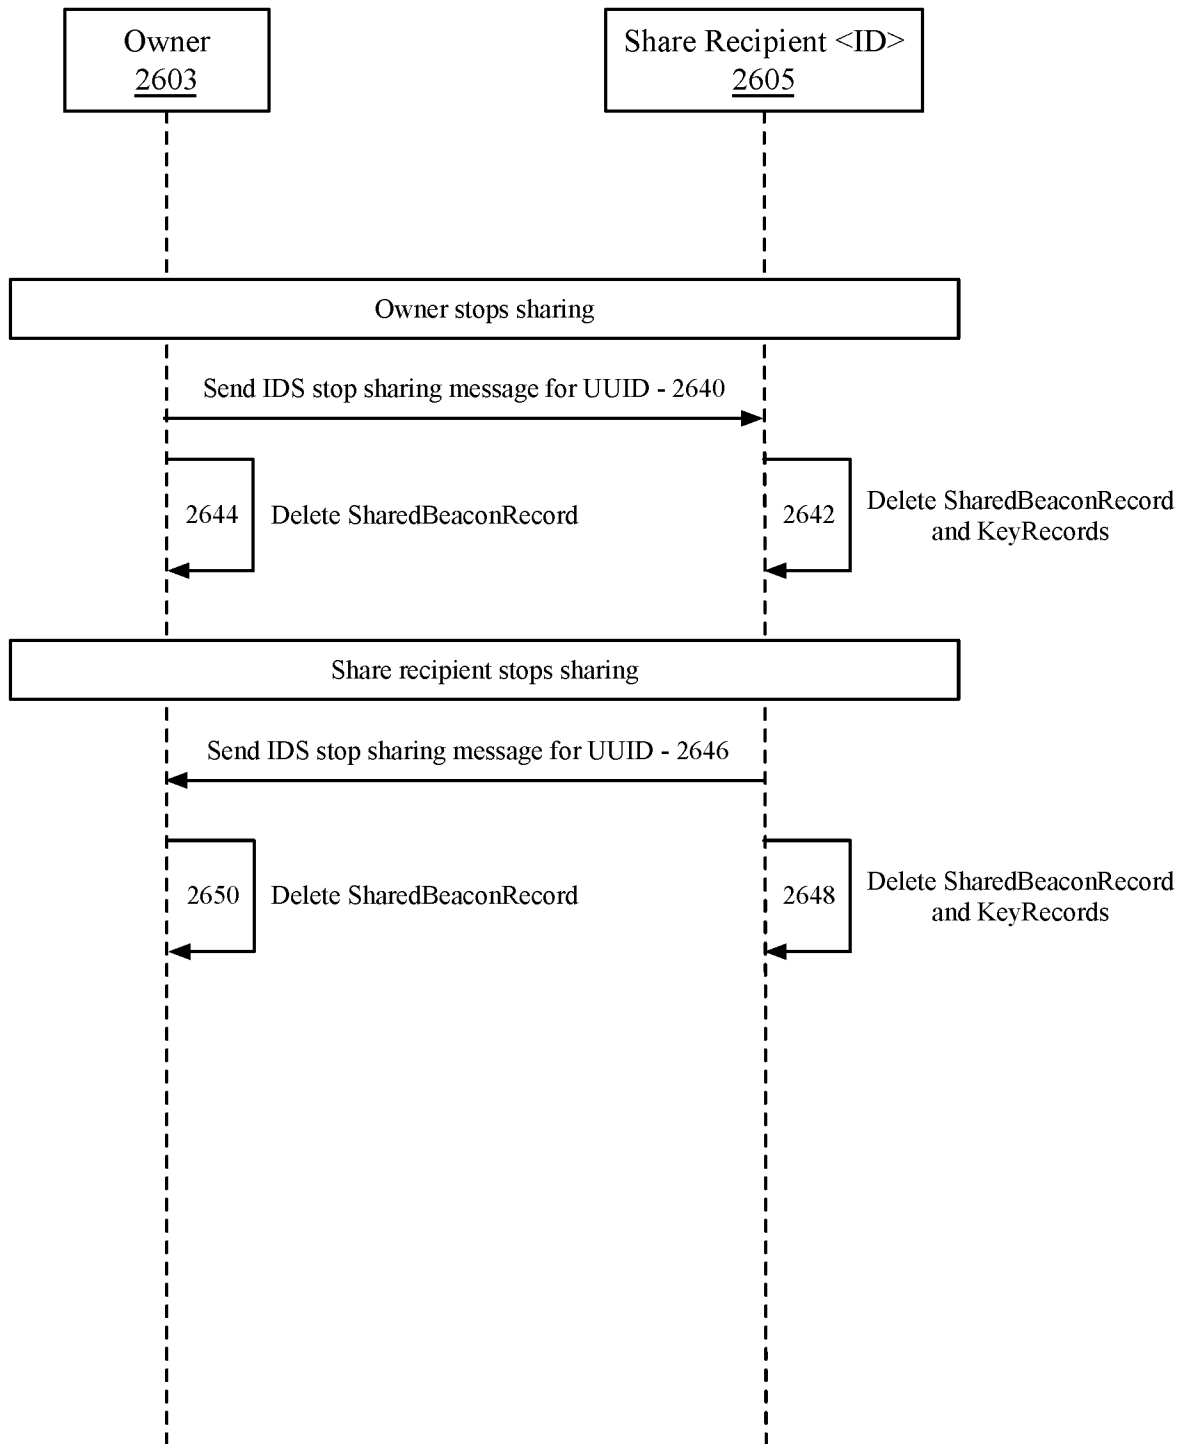 Owner
2603
Share Recipient <ID>
2605
Owner stops sharing
Send IDS stop sharing message for UUID - 2640
2644
Delete SharedBeaconRecord
2642
Delete SharedBeaconRecord
and KeyRecords
Share recipient stops sharing
Send IDS stop sharing message for UUID - 2646
2650
Delete SharedBeaconRecord
2648
Delete SharedBeaconRecord
and KeyRecords